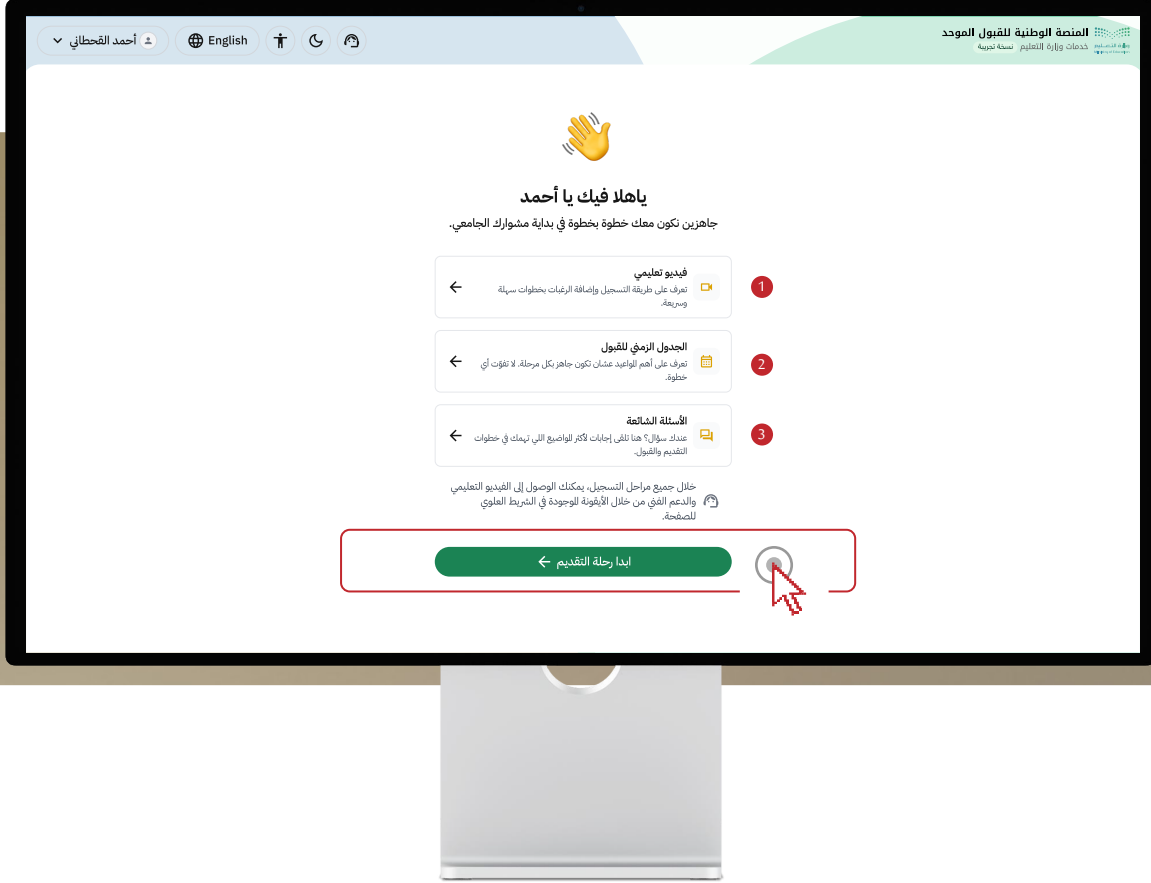 المنصة الوطنية للقبول الموحد
خدمات وزارة التعليم نسخة تجريبية
English
أحمد القحطاني
ياهلا فيك يا أحمد
جاهزين نكون معك خطوة بخطوة في بداية مشوارك الجامعي.
1
فيديو تعليمي
تعرف على طريقة التسجيل وإضافة الرغبات بخطوات سهلة
وسريعة.
2
الجدول الزمني للقبول
تعرف على أهم المواعيد عشان تكون جاهز بكل مرحلة. لا تفوّت أي
خطوة.
3
الأسئلة الشائعة
عندك سؤال؟ هنا تلقى إجابات لأكثر المواضيع اللي تهمك في خطوات
التقديم والقبول.
خلال جميع مراحل التسجيل، يمكنك الوصول إلى الفيديو التعليمي
والدعم الفني من خلال الأيقونة الموجودة في الشريط العلوي
للصفحة.
ابدا رحلة التقديم